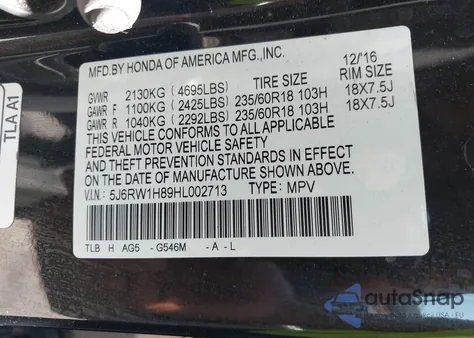 TLA A1
MFD.BY HONDA OF AMERICA MFG.,INC. 12/16
GVWR 2130KG (4695LBS) TIRE SIZE RIM SIZE
GAWR F 1100KG (2425LBS) 235/60R18 103H 18X7.5J
GAWR R 1040KG (2292LBS) 235/60R18 103H 18X7.5J
THIS VEHICLE CONFORMS TO ALL APPLICABLE
FEDERAL MOTOR VEHICLE SAFETY
AND THEFT PREVENTION STANDARDS IN EFFECT
ON THE DATE OF MANUFACTURE SHOWN ABOVE.
V.I.N.: 5J6RW1H89HL002713 TYPE: MPV
TLB H AG5 - G546M - A - L
autoSnap